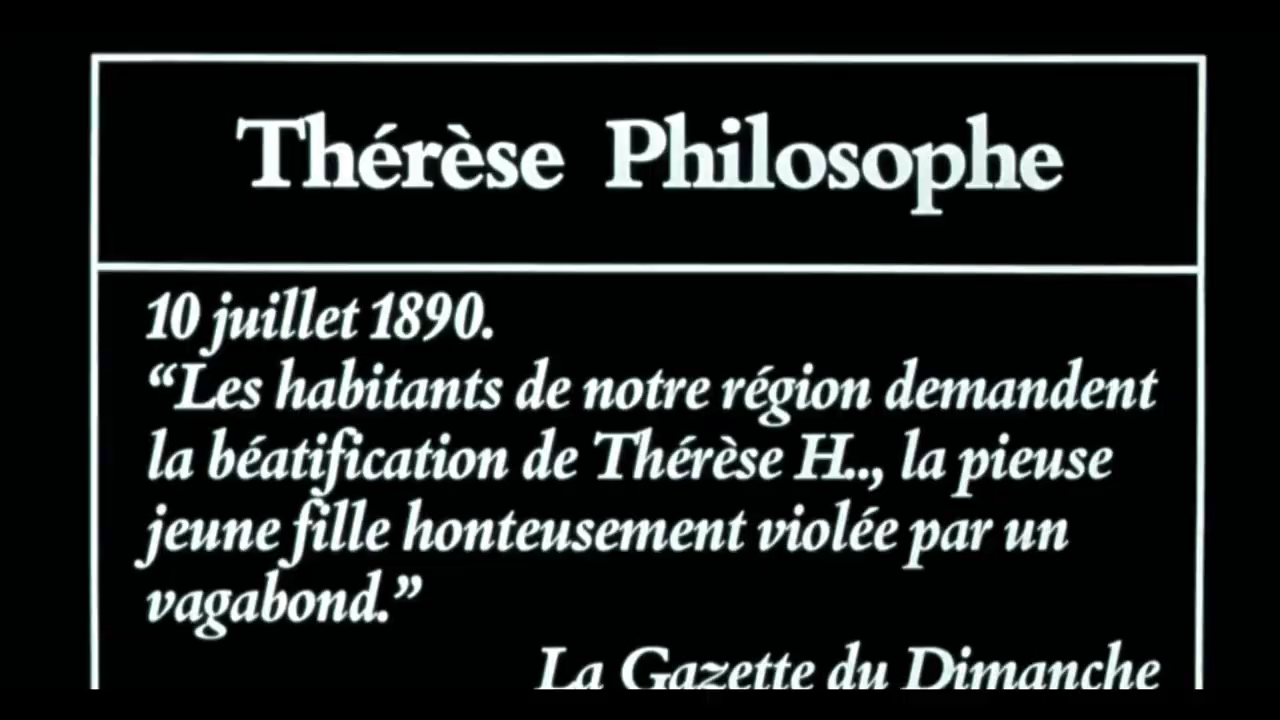 Thérèse Philosophe
10 juillet 1890.
“Les habitants de notre région demandent
la béatification de Thérèse H.., la pieuse
jeune fille honteusement violée par un
vagabond.”
La Gazette du Dimanche